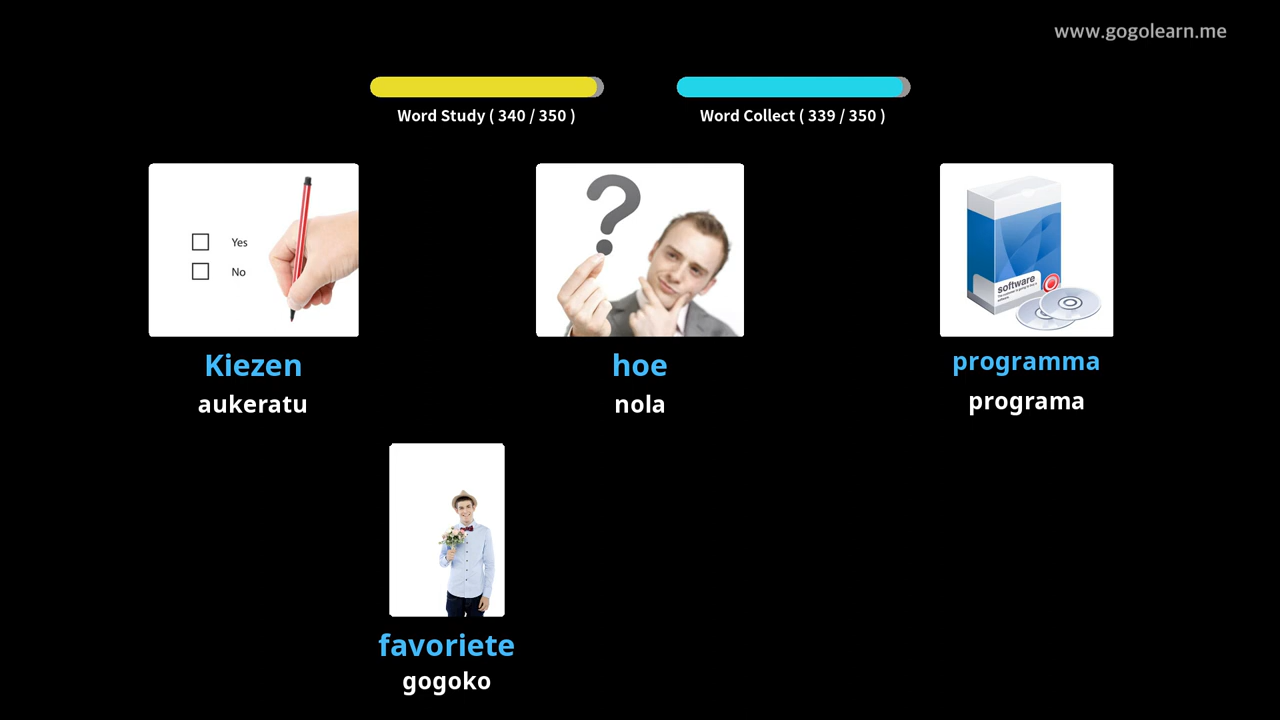 www.gogolearn.me
Word Study ( 340 / 350 )
Word Collect ( 339 / 350 )
Yes
No
software
Kiezen
aukeratu
hoe
nola
programma
programa
favoriete
gogoko